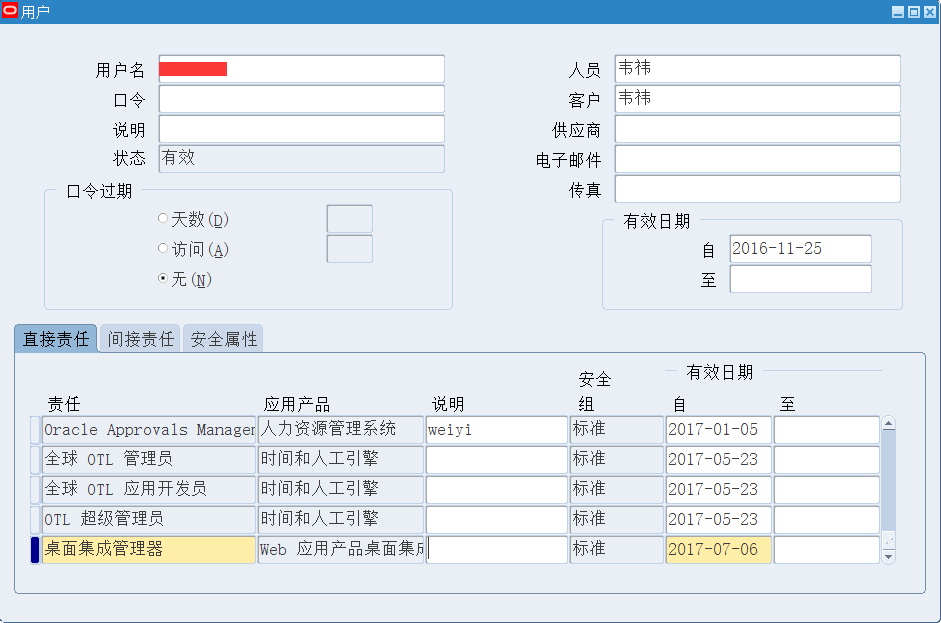 用户
用户名
口令
说明
状态 有效
人员 韦祎
客户 韦祎
供应商
电子邮件
传真
口令过期
天数(D)
访问(A)
无(N)
有效日期
自 2016-11-25
至
直接责任 间接责任 安全属性
安全 有效日期
责任 应用产品 说明 组 自 至
Oracle Approvals Manager 人力资源管理系统 weiyi 标准 2017-01-05
全球 OTL 管理员 时间和人工引擎 标准 2017-05-23
全球 OTL 应用开发员 时间和人工引擎 标准 2017-05-23
OTL 超级管理员 时间和人工引擎 标准 2017-05-23
桌面集成管理器 Web 应用产品桌面集成 标准 2017-07-06